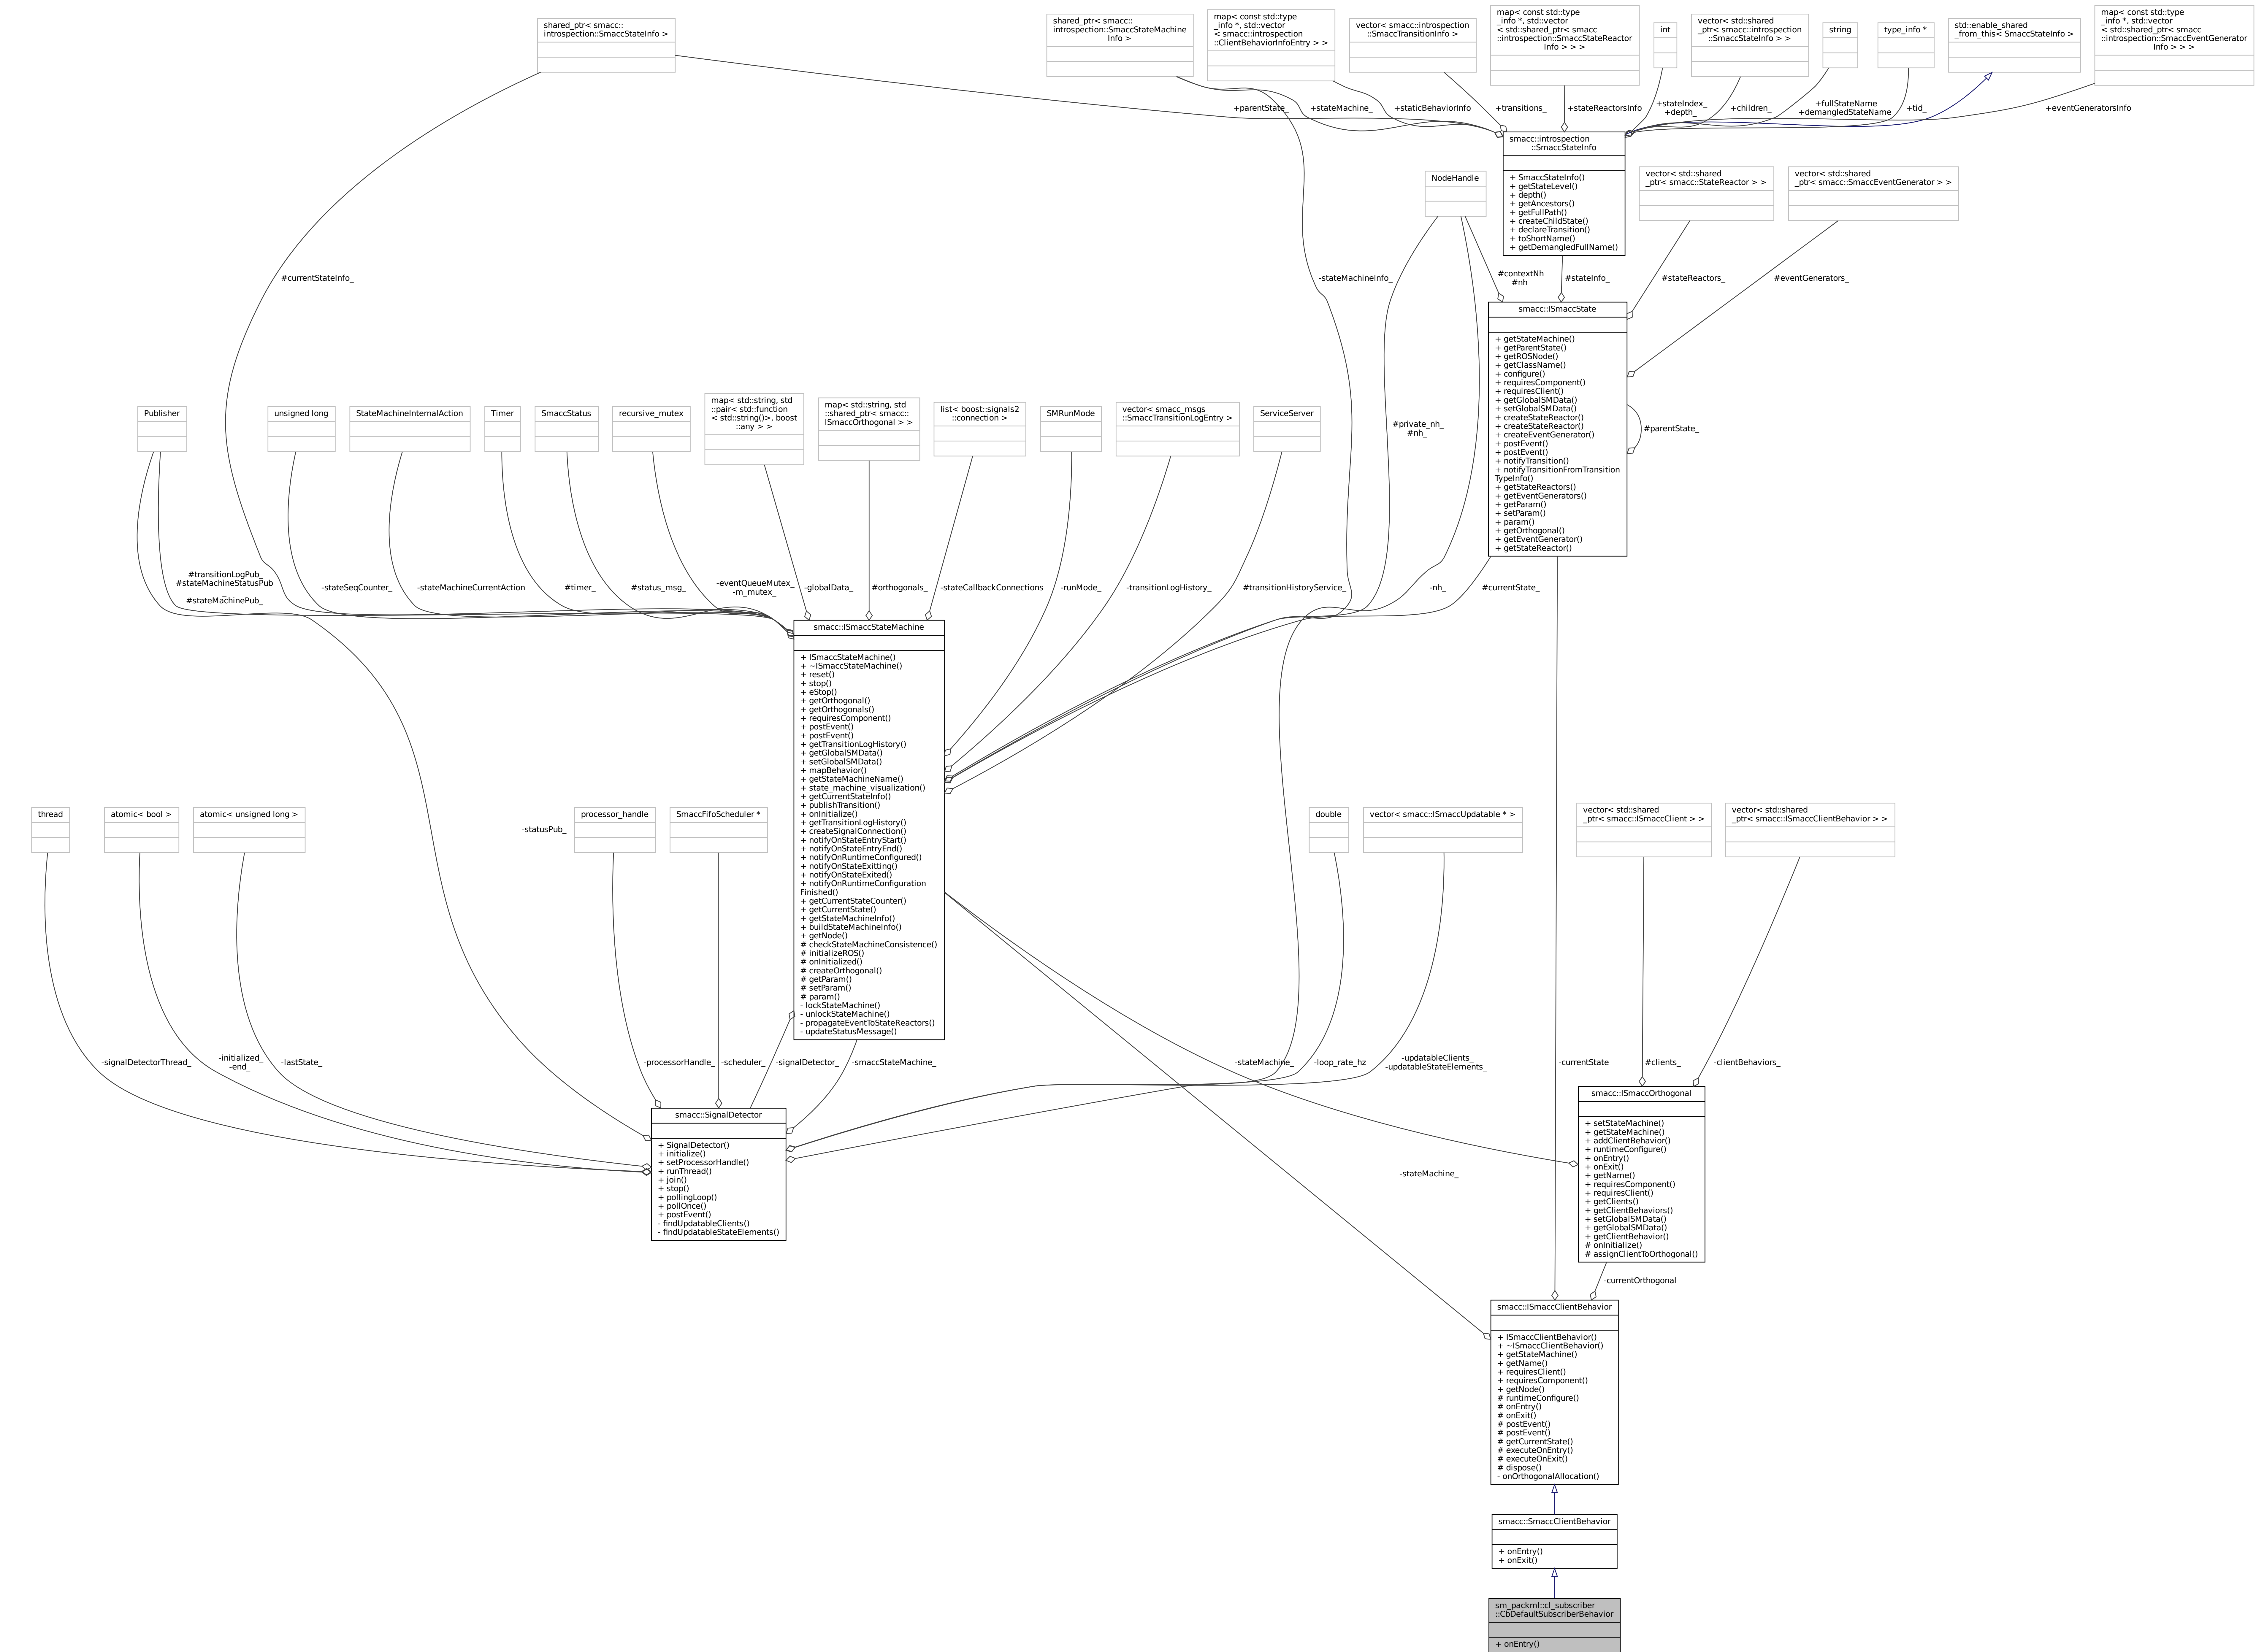 shared_ptr< smacc::
introspection::SmaccStateInfo >
shared_ptr< smacc::
introspection::SmaccStateMachine
Info >
map< const std::type
_info *, std::vector
< smacc::introspection
::ClientBehaviorInfoEntry > >
vector< smacc::introspection
::SmaccTransitionInfo >
map< const std::type
_info *, std::vector
< std::shared_ptr< smacc
::introspection::SmaccStateReactor
Info > > >
int
vector< std::shared
_ptr< smacc::introspection
::SmaccStateInfo > >
string
type_info *
std::enable_shared
_from_this< SmaccStateInfo >
map< const std::type
_info *, std::vector
< std::shared_ptr< smacc
::introspection::SmaccEventGenerator
Info > > >
+parentState_
+stateMachine_
+staticBehaviorInfo
+transitions_
+stateReactorsInfo
+stateIndex_
+depth_
+children_
+fullStateName
+demangledStateName
+tid_
+eventGeneratorsInfo
smacc::introspection
::SmaccStateInfo
+ SmaccStateInfo()
+ getStateLevel()
+ depth()
+ getAncestors()
+ getFullPath()
+ createChildState()
+ declareTransition()
+ toShortName()
+ getDemangledFullName()
NodeHandle
vector< std::shared
_ptr< smacc::StateReactor > >
vector< std::shared
_ptr< smacc::SmaccEventGenerator > >
#currentStateInfo_
-stateMachineInfo_
#contextNh
#nh
#stateInfo_
#stateReactors_
#eventGenerators_
smacc::ISmaccState
+ getStateMachine()
+ getParentState()
+ getROSNode()
+ getClassName()
+ configure()
+ requiresComponent()
+ requiresClient()
+ getGlobalSMData()
+ setGlobalSMData()
+ createStateReactor()
+ createStateReactor()
+ createEventGenerator()
+ postEvent()
+ postEvent()
+ notifyTransition()
+ notifyTransitionFromTransition
TypeInfo()
+ getStateReactors()
+ getEventGenerators()
+ getParam()
+ setParam()
+ param()
+ getOrthogonal()
+ getEventGenerator()
+ getStateReactor()
#parentState_
#private_nh_
#nh_
Publisher
unsigned long
StateMachineInternalAction
Timer
SmaccStatus
recursive_mutex
map< std::string, std
::pair< std::function
< std::string()>, boost
::any > >
map< std::string, std
::shared_ptr< smacc::
ISmaccOrthogonal > >
list< boost::signals2
::connection >
SMRunMode
vector< smacc_msgs
::SmaccTransitionLogEntry >
ServiceServer
#transitionLogPub_
#stateMachineStatusPub
_
#stateMachinePub_
-stateSeqCounter_
-stateMachineCurrentAction
#timer_
#status_msg_
-eventQueueMutex_
-m_mutex_
-globalData_
#orthogonals_
-stateCallbackConnections
-runMode_
-transitionLogHistory_
#transitionHistoryService_
-nh_
#currentState_
smacc::ISmaccStateMachine
+ ISmaccStateMachine()
+ ~ISmaccStateMachine()
+ reset()
+ stop()
+ eStop()
+ getOrthogonal()
+ getOrthogonals()
+ requiresComponent()
+ postEvent()
+ postEvent()
+ getTransitionLogHistory()
+ getGlobalSMData()
+ setGlobalSMData()
+ mapBehavior()
+ getStateMachineName()
+ state_machine_visualization()
+ getCurrentStateInfo()
+ publishTransition()
+ onInitialize()
+ getTransitionLogHistory()
+ createSignalConnection()
+ notifyOnStateEntryStart()
+ notifyOnStateEntryEnd()
+ notifyOnRuntimeConfigured()
+ notifyOnStateExitting()
+ notifyOnStateExited()
+ notifyOnRuntimeConfiguration
Finished()
+ getCurrentStateCounter()
+ getCurrentState()
+ getStateMachineInfo()
+ buildStateMachineInfo()
+ getNode()
# checkStateMachineConsistence()
# initializeROS()
# onInitialized()
# createOrthogonal()
# getParam()
# setParam()
# param()
- lockStateMachine()
- unlockStateMachine()
- propagateEventToStateReactors()
- updateStatusMessage()
thread
atomic< bool >
atomic< unsigned long >
-statusPub_
processor_handle
SmaccFifoScheduler *
double
vector< smacc::ISmaccUpdatable * >
vector< std::shared
_ptr< smacc::ISmaccClient > >
vector< std::shared
_ptr< smacc::ISmaccClientBehavior > >
-signalDetectorThread_
-initialized_
-end_
-lastState_
-processorHandle_
-scheduler_
-signalDetector_
-smaccStateMachine_
-stateMachine_
-loop_rate_hz
-updatableClients_
-updatableStateElements_
-currentState
#clients_
-clientBehaviors_
smacc::SignalDetector
+ SignalDetector()
+ initialize()
+ setProcessorHandle()
+ runThread()
+ join()
+ stop()
+ pollingLoop()
+ pollOnce()
+ postEvent()
- findUpdatableClients()
- findUpdatableStateElements()
smacc::ISmaccOrthogonal
+ setStateMachine()
+ getStateMachine()
+ addClientBehavior()
+ runtimeConfigure()
+ onEntry()
+ onExit()
+ getName()
+ requiresComponent()
+ requiresClient()
+ getClients()
+ getClientBehaviors()
+ setGlobalSMData()
+ getGlobalSMData()
+ getClientBehavior()
# onInitialize()
# assignClientToOrthogonal()
-stateMachine_
-currentOrthogonal
smacc::ISmaccClientBehavior
+ ISmaccClientBehavior()
+ ~ISmaccClientBehavior()
+ getStateMachine()
+ getName()
+ requiresClient()
+ requiresComponent()
+ getNode()
# runtimeConfigure()
# onEntry()
# onExit()
# postEvent()
# postEvent()
# getCurrentState()
# executeOnEntry()
# executeOnExit()
# dispose()
- onOrthogonalAllocation()
smacc::SmaccClientBehavior
+ onEntry()
+ onExit()
sm_packml::cl_subscriber
::CbDefaultSubscriberBehavior
+ onEntry()